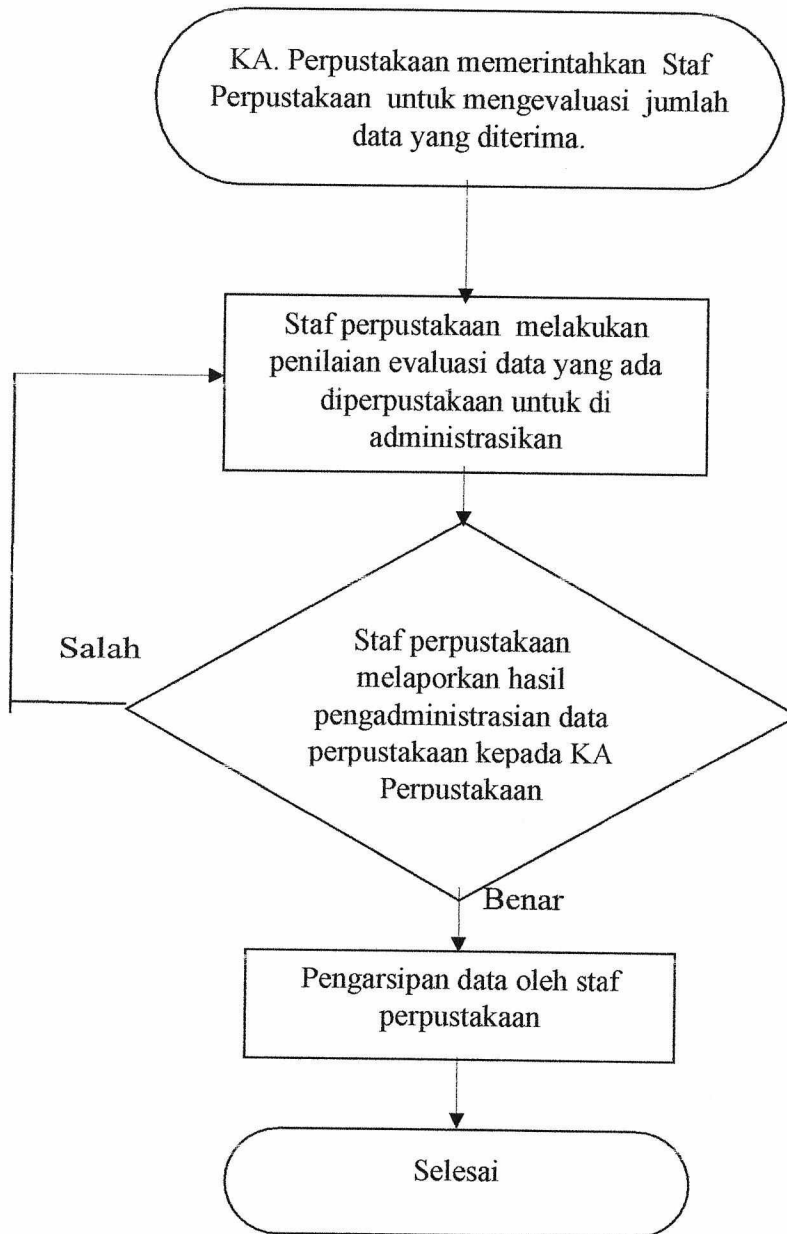 KA. Perpustakaan memerintahkan Staf
Perpustakaan untuk mengevaluasi jumlah
data yang diterima.
Staf perpustakaan melakukan
penilaian evaluasi data yang ada
diperpustakaan untuk di
administrasikan
Salah
Staf perpustakaan
melaporkan hasil
pengadministrasian data
perpustakaan kepada KA
Perpustakaan
Benar
Pengarsipan data oleh staf
perpustakaan
Selesai